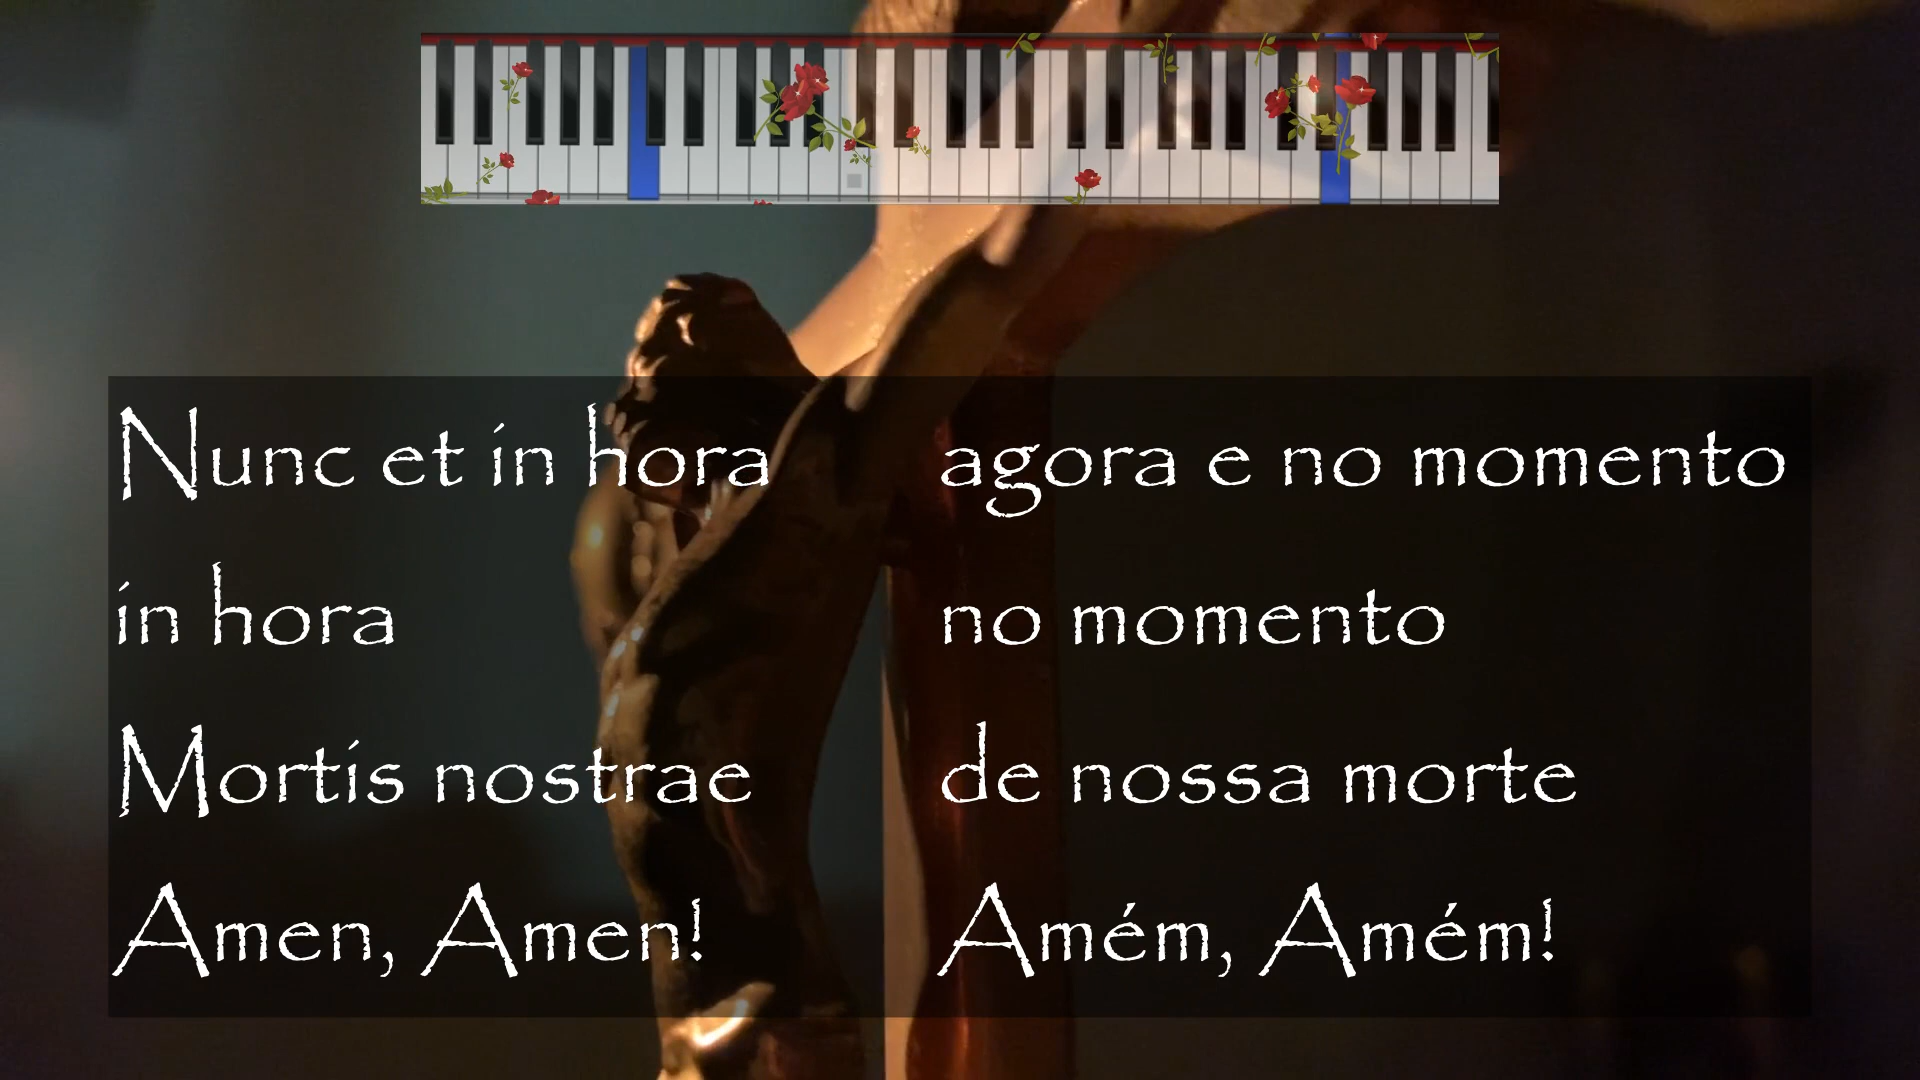 Nunc et in hora
in hora
Mortis nostrae
Amen, Amen!
agora e no momento
no momento
de nossa morte
Amém, Amém!